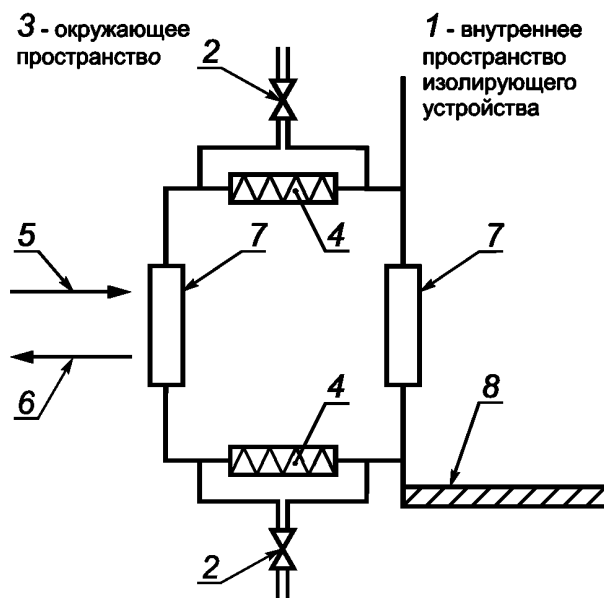 3 - окружающее
пространство
1 - внутреннее
пространство
изолирующего
устройства
2
4
5
7
7
6
4
8
2